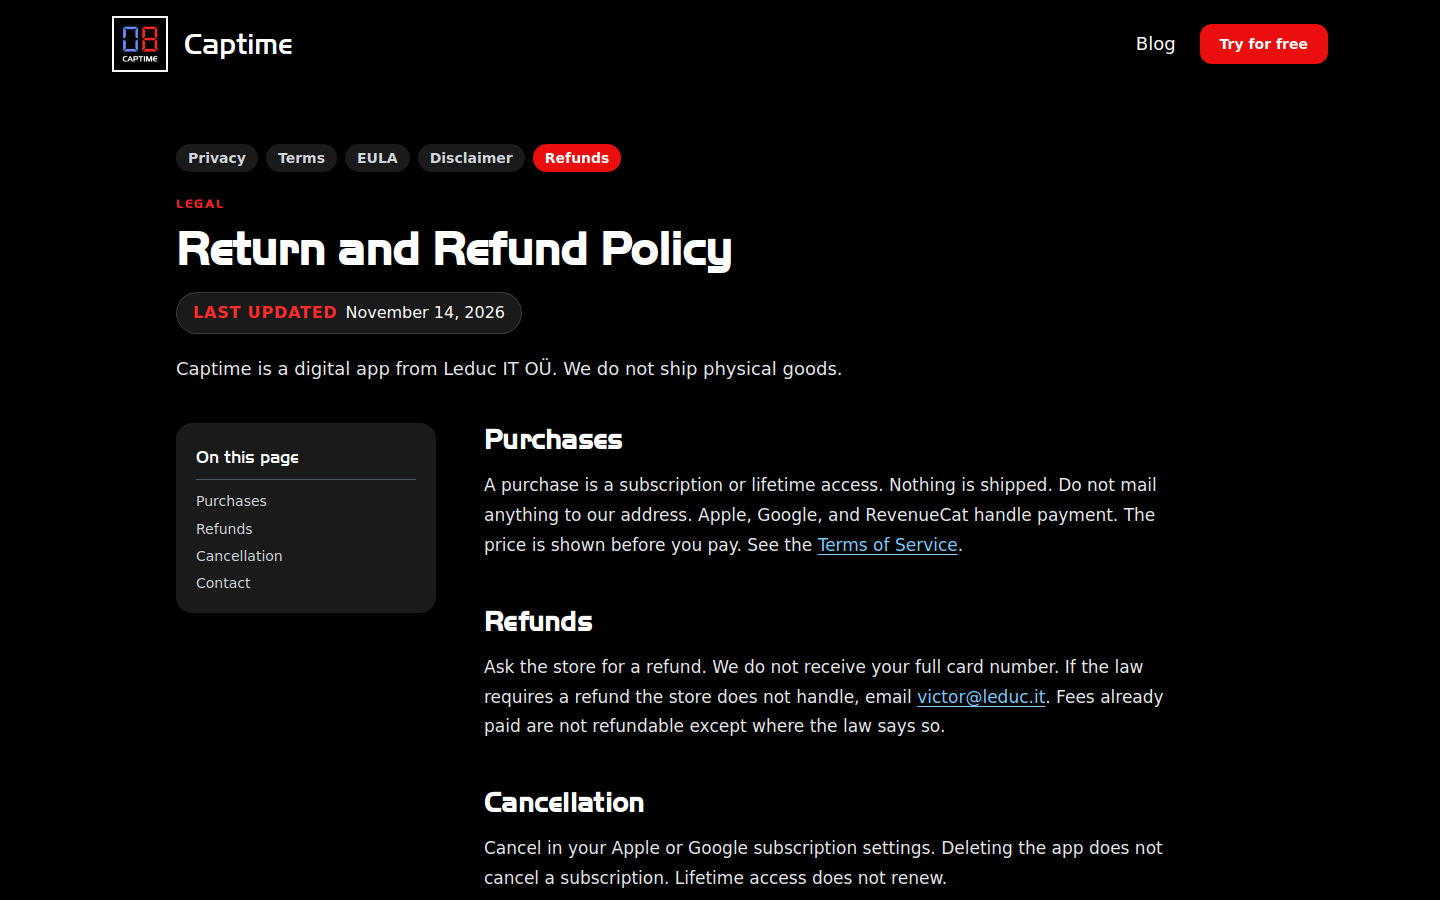 08
CAPTIME
Captime
Blog
Try for free
Privacy
Terms
EULA
Disclaimer
Refunds
LEGAL
Return and Refund Policy
LAST UPDATED November 14, 2026
Captime is a digital app from Leduc IT OÜ. We do not ship physical goods.
On this page
Purchases
Refunds
Cancellation
Contact
Purchases
A purchase is a subscription or lifetime access. Nothing is shipped. Do not mail
anything to our address. Apple, Google, and RevenueCat handle payment. The
price is shown before you pay. See the Terms of Service.
Refunds
Ask the store for a refund. We do not receive your full card number. If the law
requires a refund the store does not handle, email victor@leduc.it. Fees already
paid are not refundable except where the law says so.
Cancellation
Cancel in your Apple or Google subscription settings. Deleting the app does not
cancel a subscription. Lifetime access does not renew.